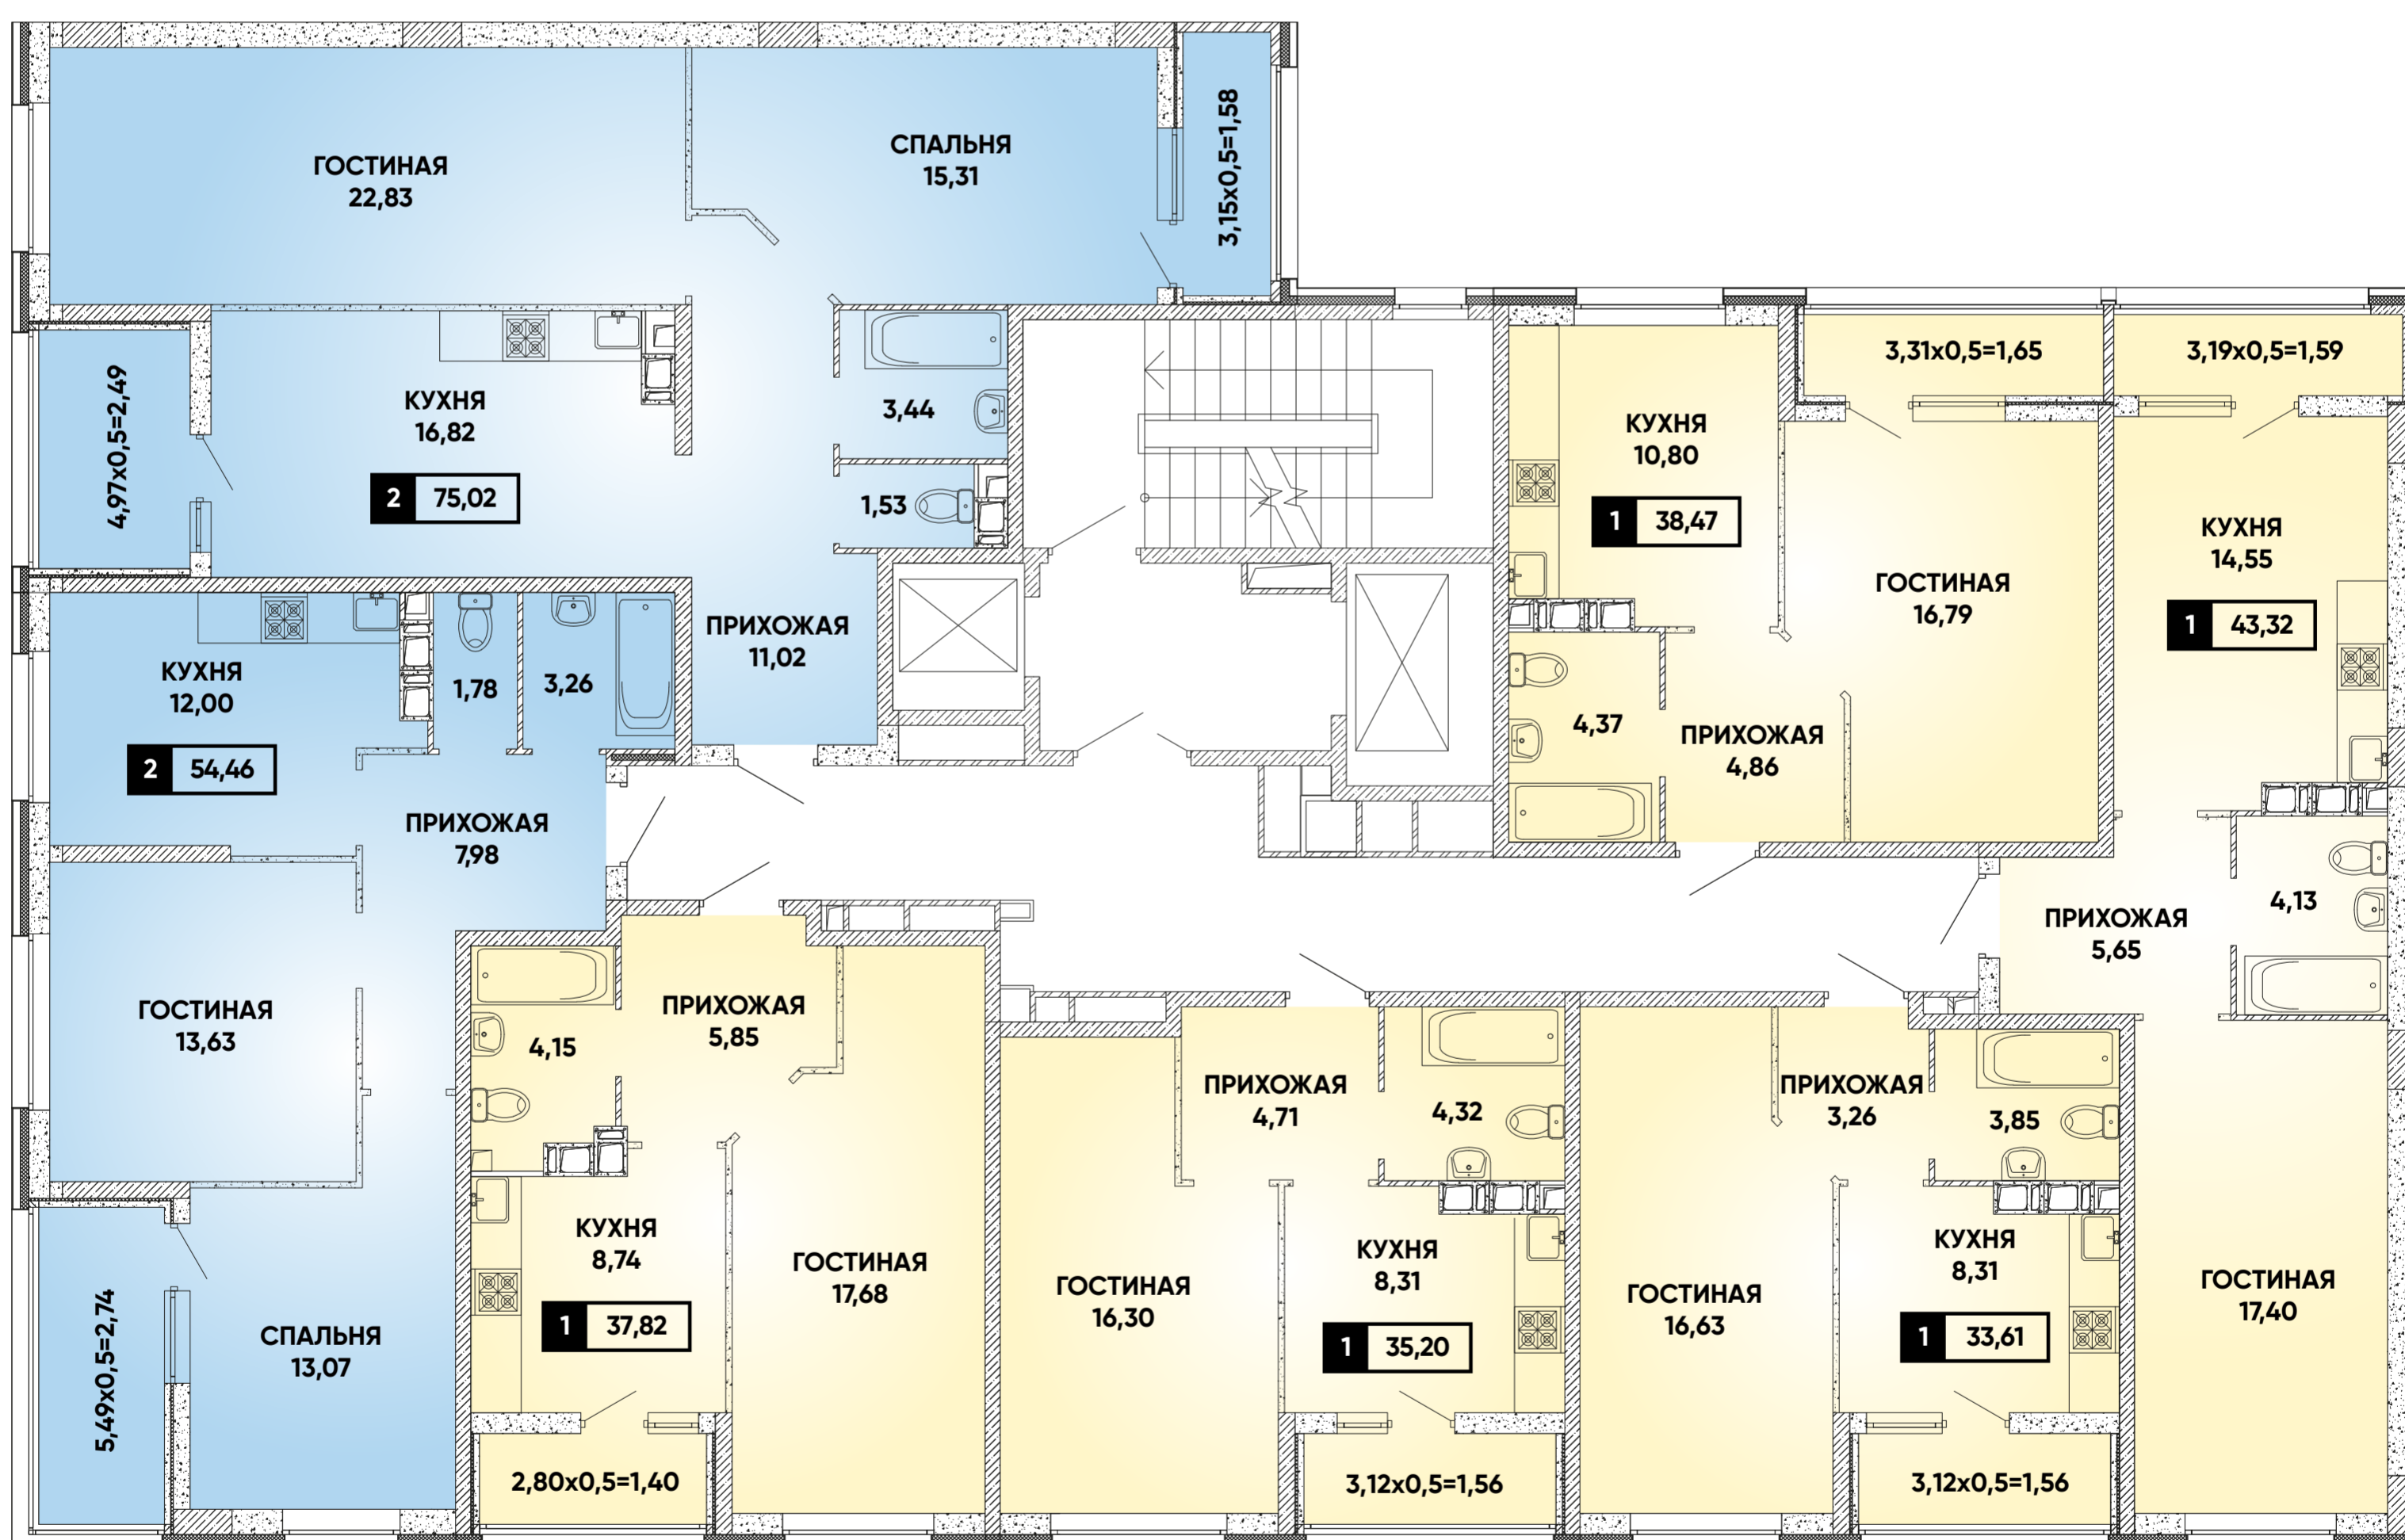 ГОСТИНАЯ
22,83
СПАЛЬНЯ
15,31
3,15x0,5=1,58
4,97x0,5=2,49
КУХНЯ
16,82
2 75,02
3,44
1,53
ПРИХОЖАЯ
11,02
КУХНЯ
10,80
1 38,47
3,31x0,5=1,65
3,19x0,5=1,59
ГОСТИНАЯ
16,79
КУХНЯ
14,55
1 43,32
4,37
ПРИХОЖАЯ
4,86
КУХНЯ
12,00
2 54,46
1,78
3,26
ПРИХОЖАЯ
7,98
ГОСТИНАЯ
13,63
5,49x0,5=2,74
СПАЛЬНЯ
13,07
ПРИХОЖАЯ
5,85
4,15
КУХНЯ
8,74
1 37,82
ГОСТИНАЯ
17,68
2,80x0,5=1,40
ПРИХОЖАЯ
4,71
4,32
ГОСТИНАЯ
16,30
КУХНЯ
8,31
1 35,20
3,12x0,5=1,56
ПРИХОЖАЯ
3,26
3,85
ГОСТИНАЯ
16,63
КУХНЯ
8,31
1 33,61
3,12x0,5=1,56
ПРИХОЖАЯ
5,65
4,13
ГОСТИНАЯ
17,40